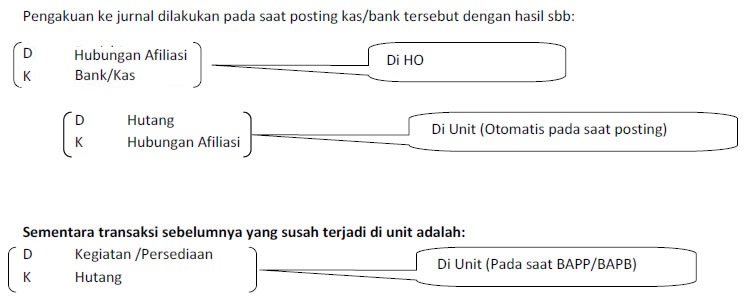 Pengakuan ke jurnal dilakukan pada saat posting kas/bank tersebut dengan hasil sbb:
D Hubungan Afiliasi
K Bank/Kas
Di HO
D Hutang
K Hubungan Afiliasi
Di Unit (Otomatis pada saat posting)
Sementara transaksi sebelumnya yang susah terjadi di unit adalah:
D Kegiatan /Persediaan
K Hutang
Di Unit (Pada saat BAPP/BAPB)